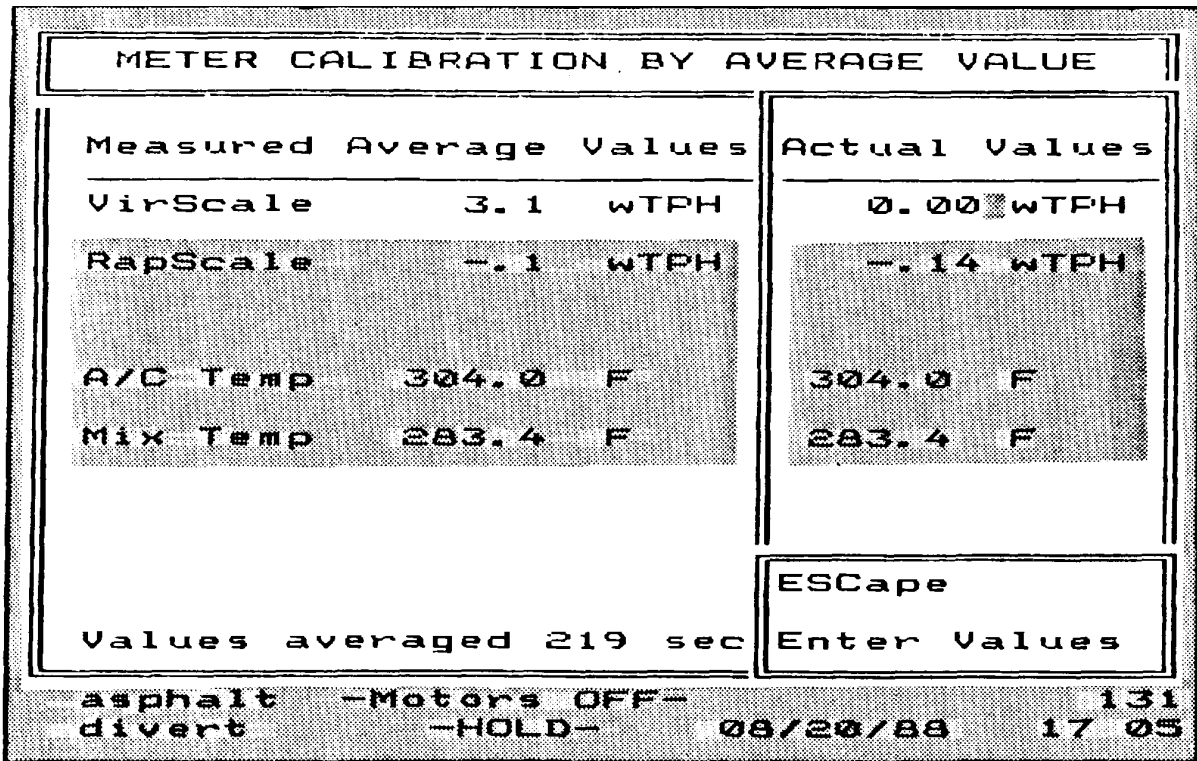 METER CALIBRATION BY AVERAGE VALUE
Measured Average Values Actual Values
VirScale 3.1 wTPH 0.00 wTPH
RapScale -.1 wTPH -.14 wTPH
A/C Temp 304.0 F 304.0 F
Mix Temp 283.4 F 283.4 F
ESCape
Values averaged 219 sec Enter Values
asphalt -Motors OFF- 131
divert -HOLD- 08/20/88 17 05